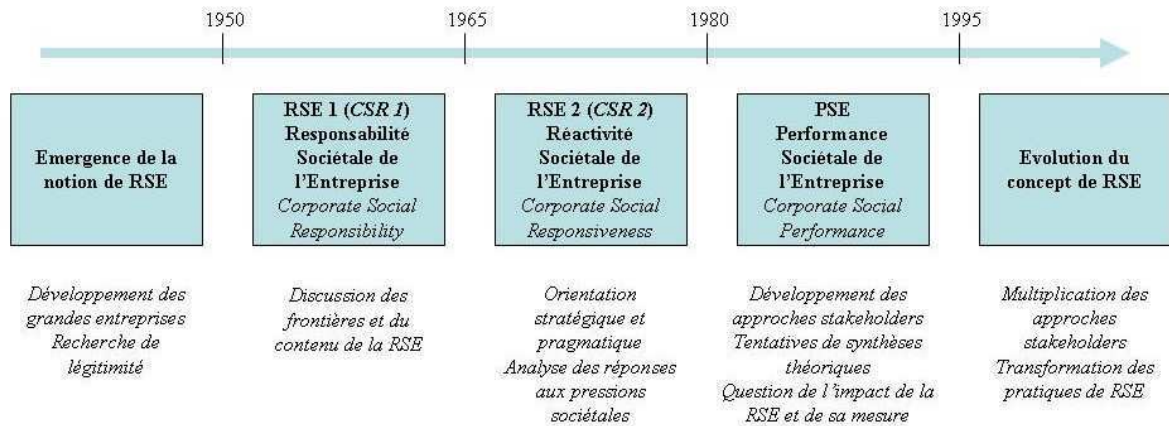 1950
1965
1980
1995
Emergence de la
notion de RSE
RSE 1 (CSR 1)
Responsabilité
Sociétale de
l'Entreprise
Corporate Social
Responsibility
RSE 2 (CSR 2)
Réactivité
Sociétale de
l'Entreprise
Corporate Social
Responsiveness
PSE
Performance
Sociétale de
l'Entreprise
Corporate Social
Performance
Evolution du
concept de RSE
Développement des
grandes entreprises
Recherche de
légitimité
Discussion des
frontières et du
contenu de la RSE
Orientation
stratégique et
pragmatique
Analyse des réponses
aux pressions
sociétales
Développement des
approches stakeholders
Tentatives de synthèses
théoriques
Question de l'impact de la
RSE et de sa mesure
Multiplication des
approches
stakeholders
Transformation des
pratiques de RSE